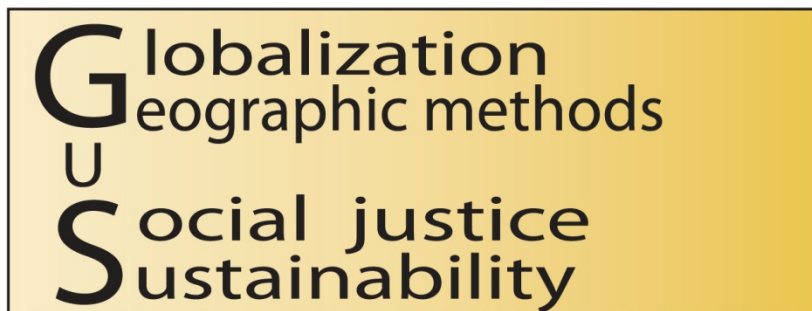 Globalization
Geographic methods
U
Social justice
Sustainability